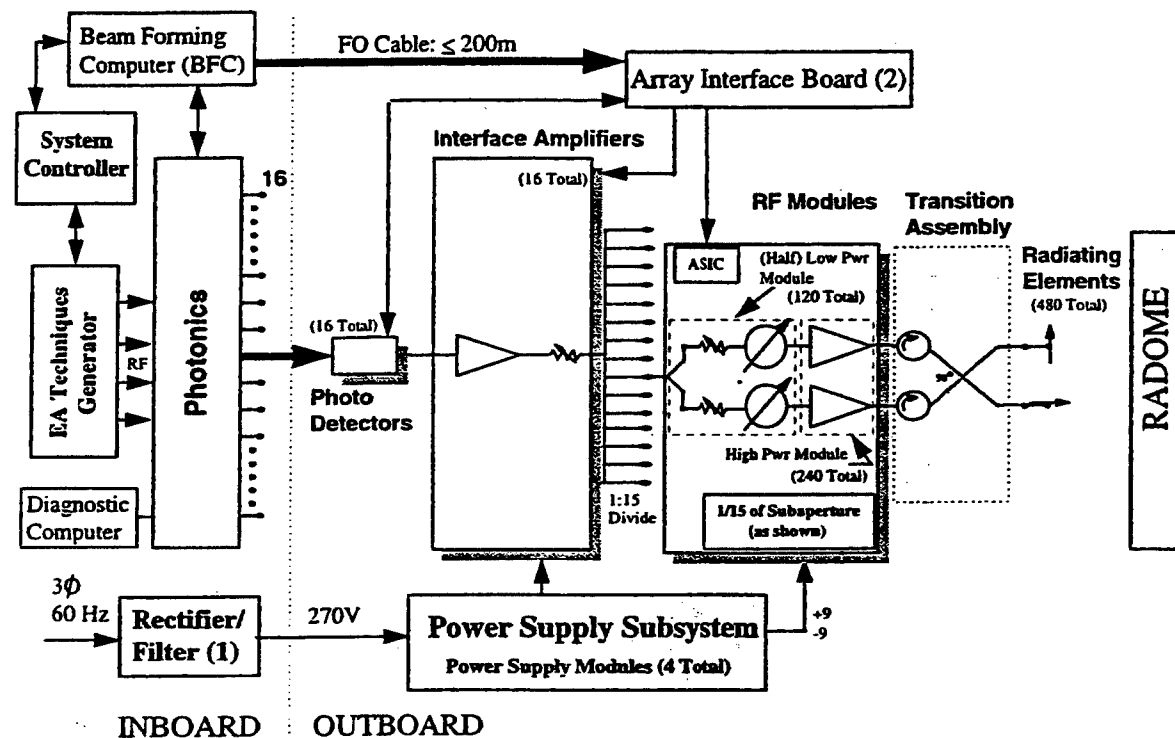 Beam Forming
Computer (BFC)
FO Cable: ≤ 200m
Array Interface Board (2)
System
Controller
Interface Amplifiers
(16 Total)
16
RF Modules
Transition
Assembly
ASIC
(Half) Low Pwr
Module
(120 Total)
Radiating
Elements
(480 Total)
RADOME
EA Techniques
Generator
RF
Photonics
(16 Total)
Photo
Detectors
90°
High Pwr Module
(240 Total)
1:15
Divide
1/15 of Subaperture
(as shown)
Diagnostic
Computer
3ϕ
60 Hz
Rectifier/
Filter (1)
270V
Power Supply Subsystem
Power Supply Modules (4 Total)
+9
-9
INBOARD
OUTBOARD